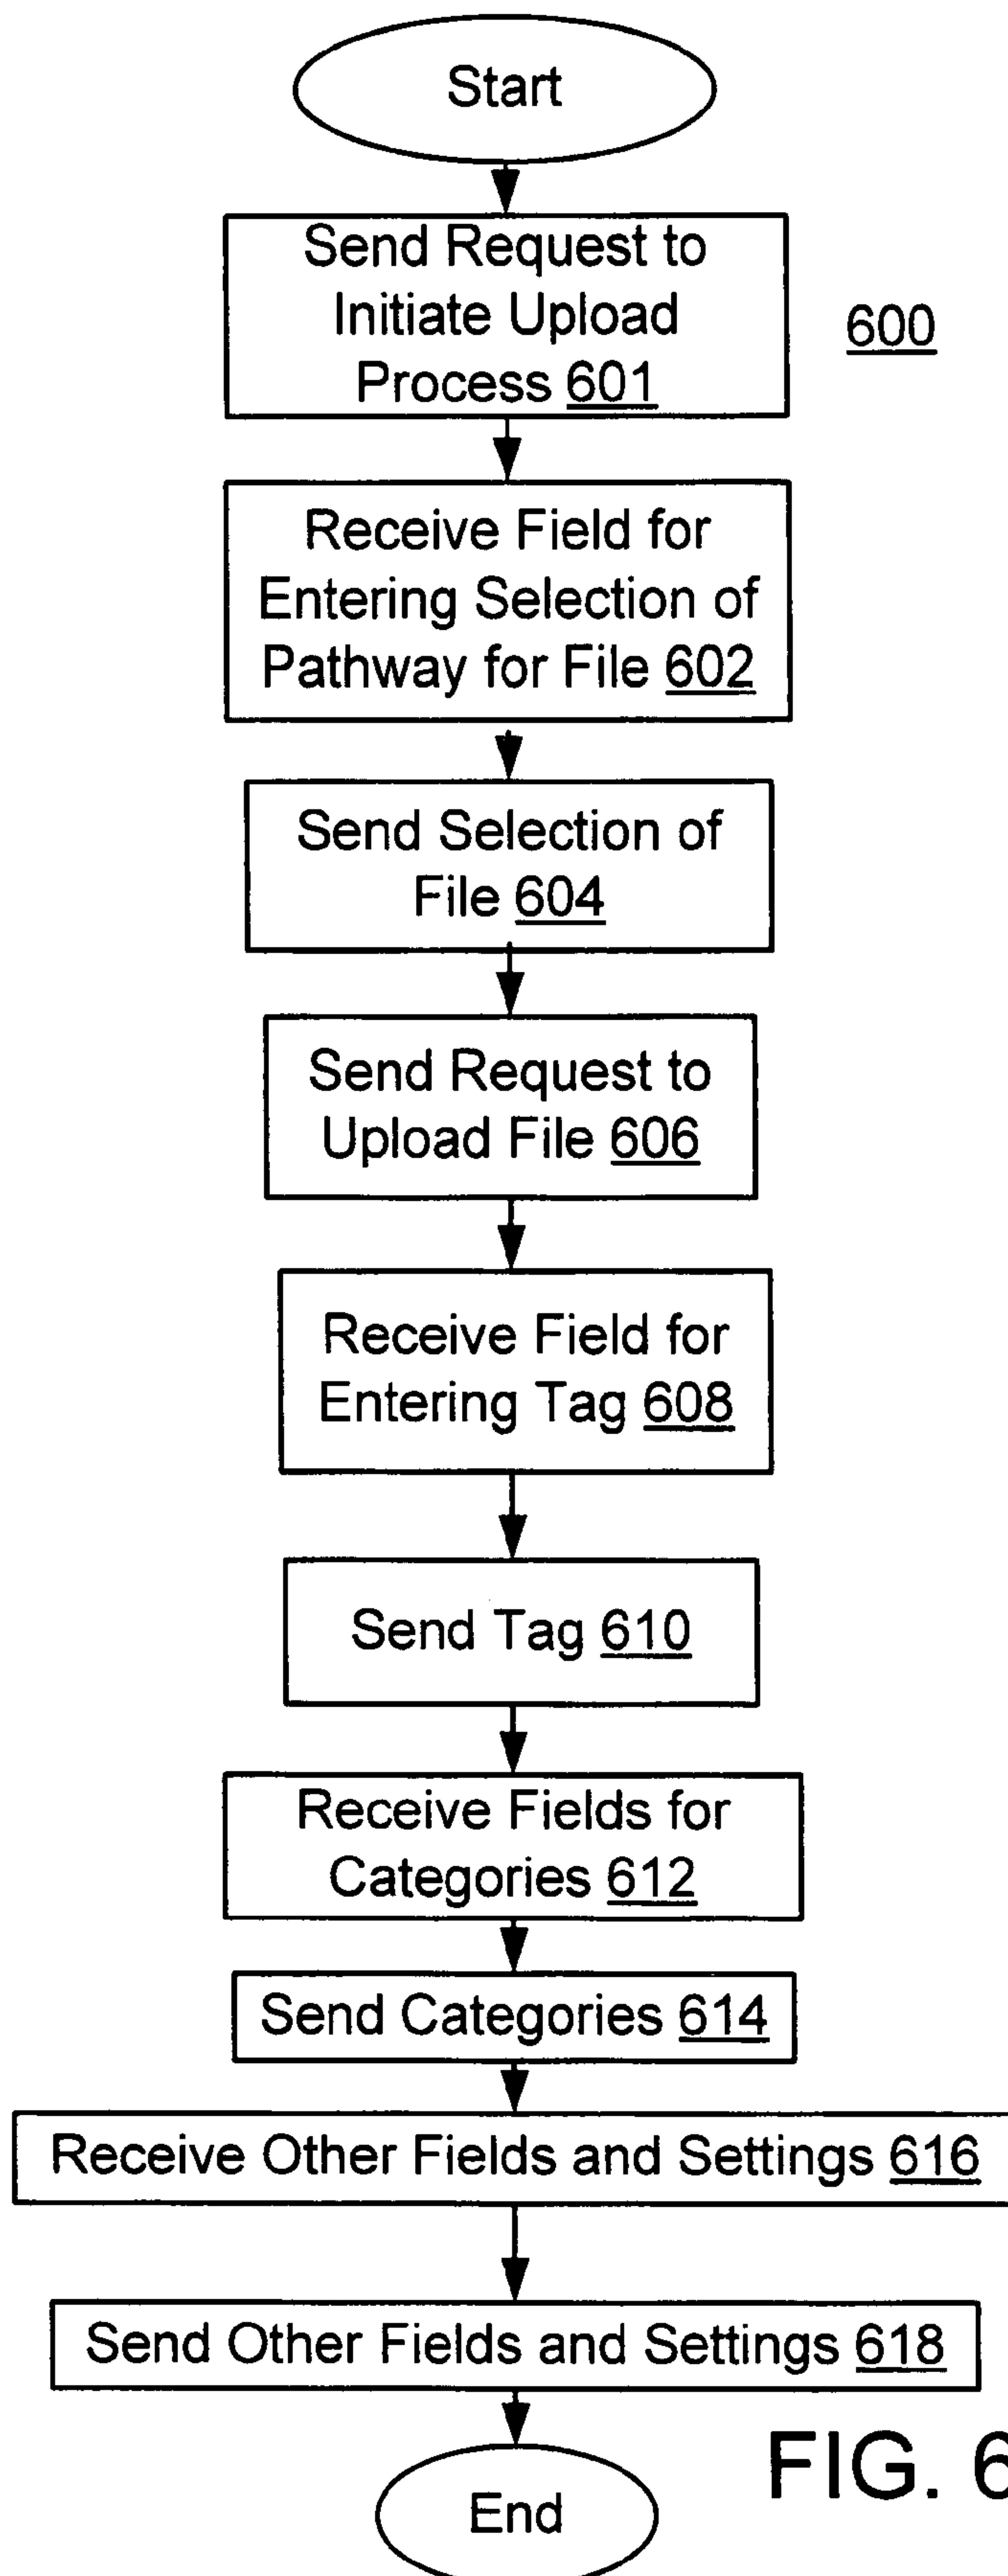 Start
Send Request to
Initiate Upload
Process 601
600
Receive Field for
Entering Selection of
Pathway for File 602
Send Selection of
File 604
Send Request to
Upload File 606
Receive Field for
Entering Tag 608
Send Tag 610
Receive Fields for
Categories 612
Send Categories 614
Receive Other Fields and Settings 616
Send Other Fields and Settings 618
FIG. 6
End